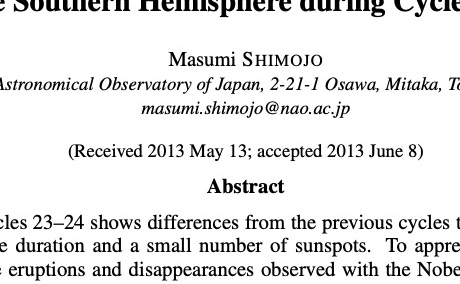 Southern Hemisphere during Cycle
Masumi SHIMOJO
Astronomical Observatory of Japan, 2-21-1 Osawa, Mitaka,
masumi.shimojo@nao.ac.jp
(Received 2013 May 13; accepted 2013 June 8)
Abstract
cles 23–24 shows differences from the previous cycles
e duration and a small number of sunspots. To appre
eruptions and disappearances observed with the Nobe